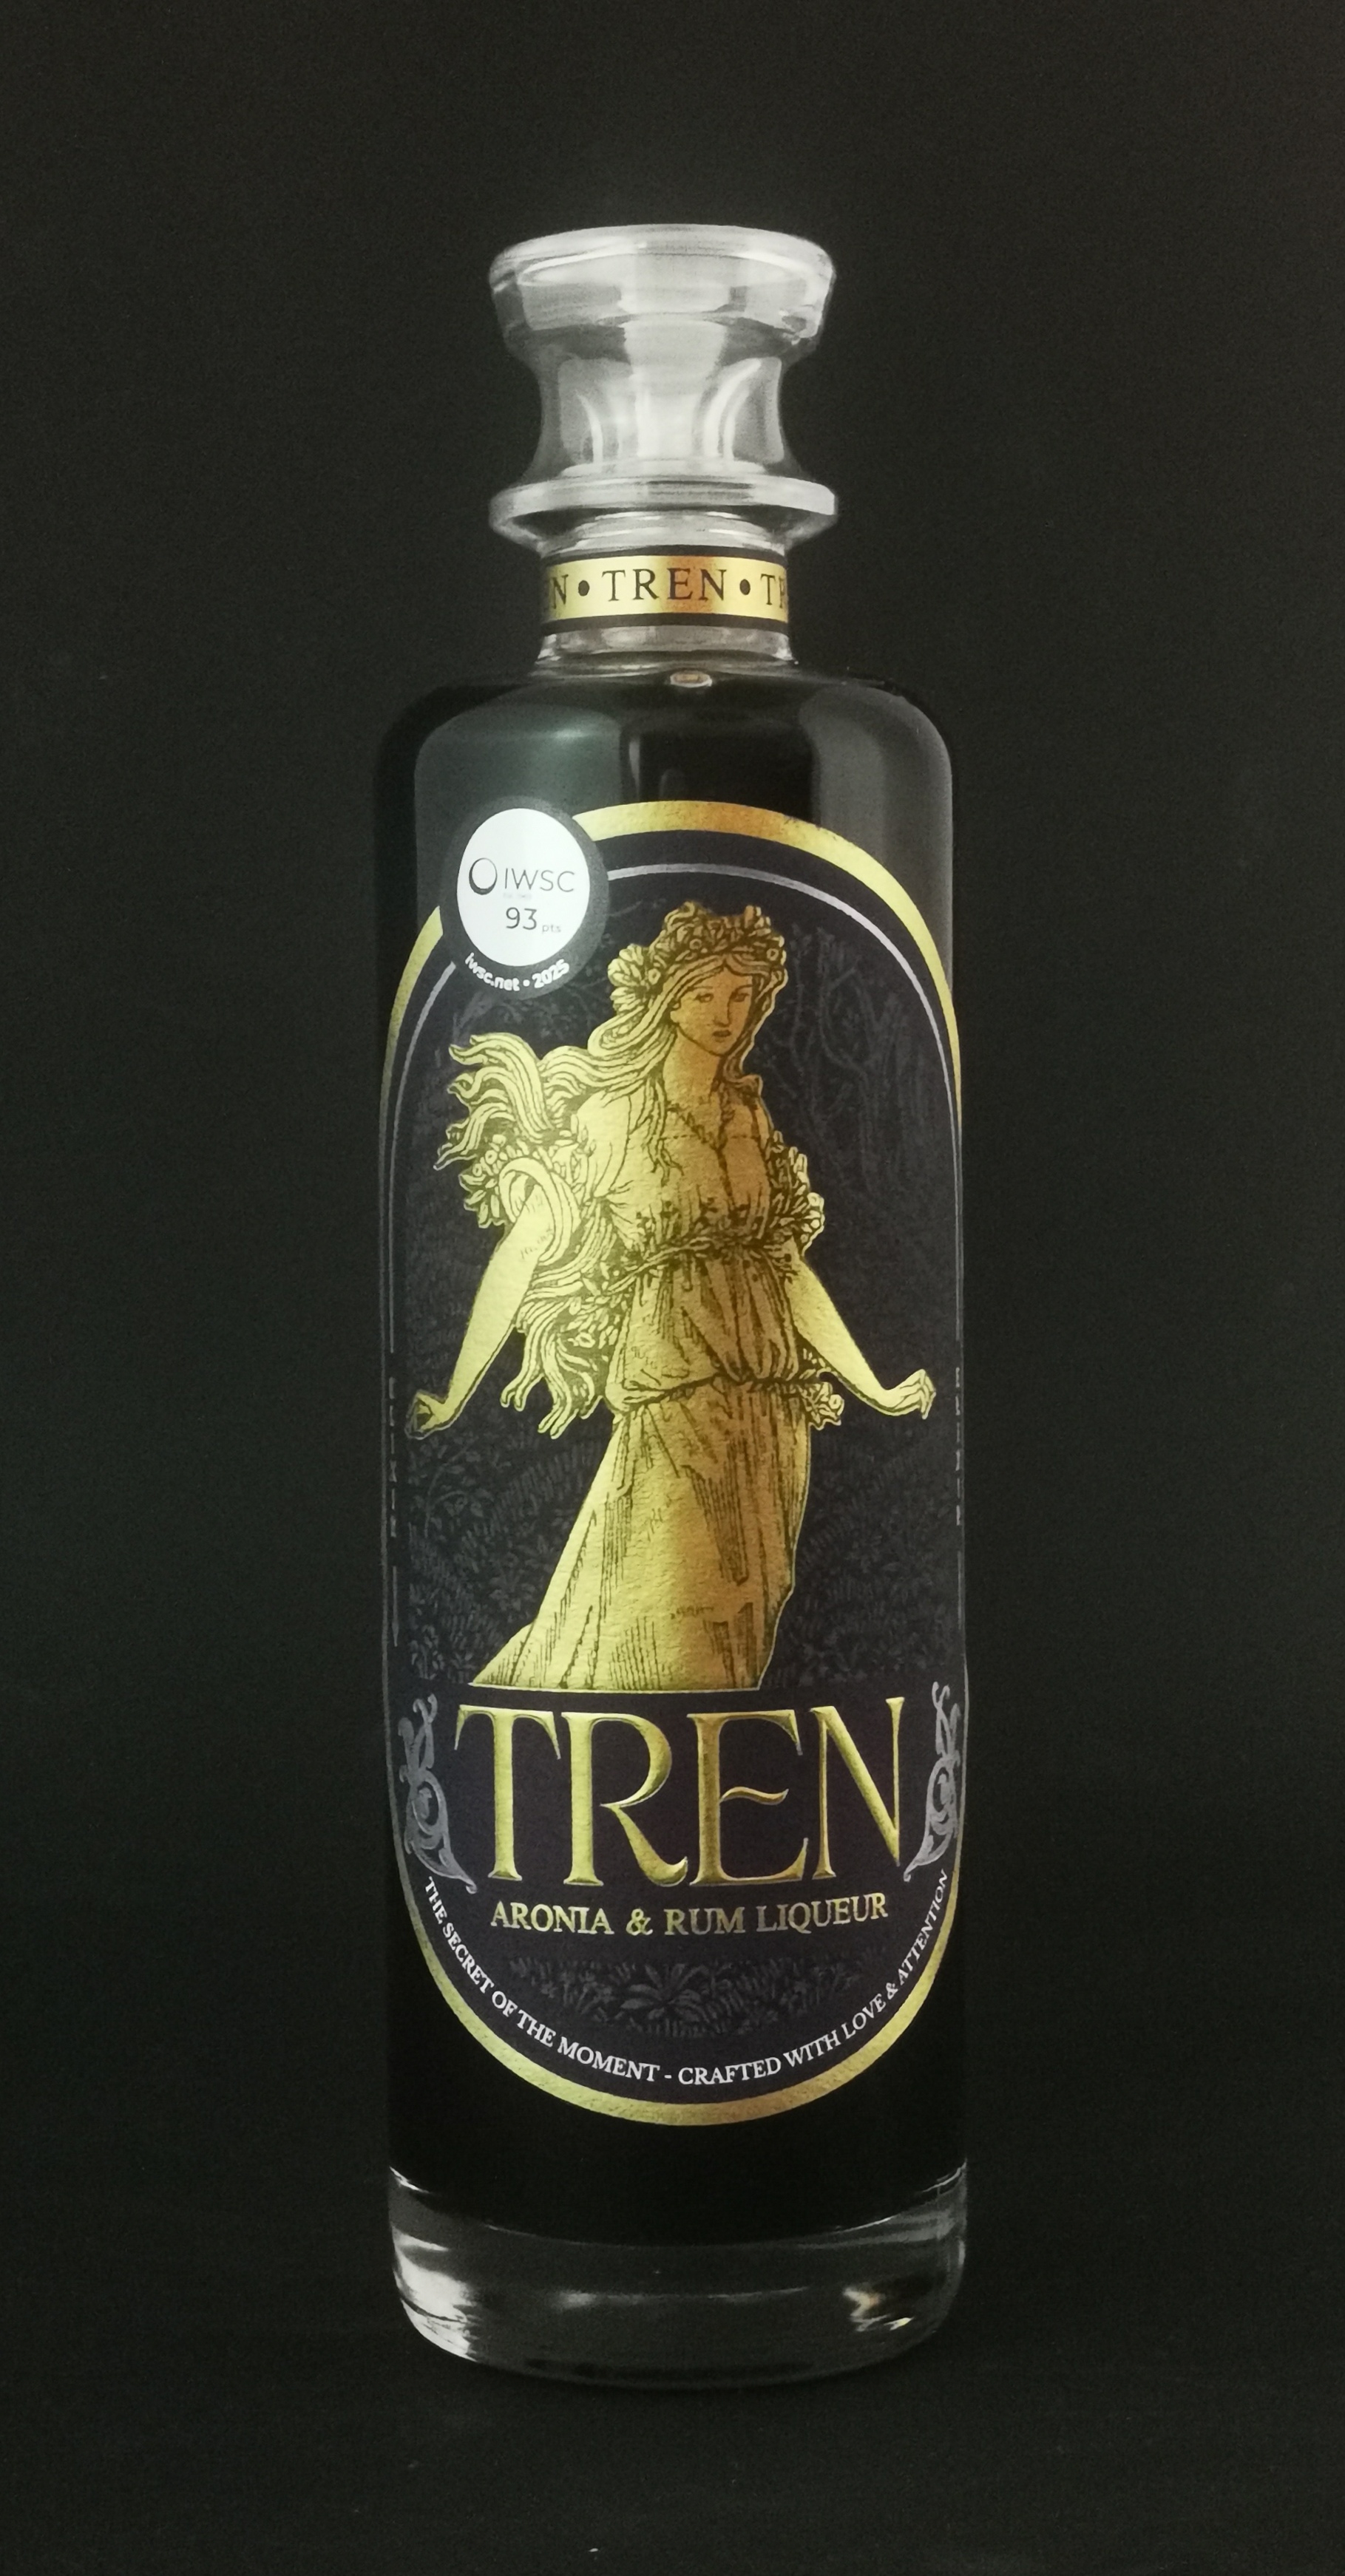 N • TREN • TR
IWSC
93 pts
iwsc.net • 2025
TREN
ARONIA & RUM LIQUEUR
THE SECRET OF THE MOMENT - CRAFTED WITH LOVE & ATTENTION